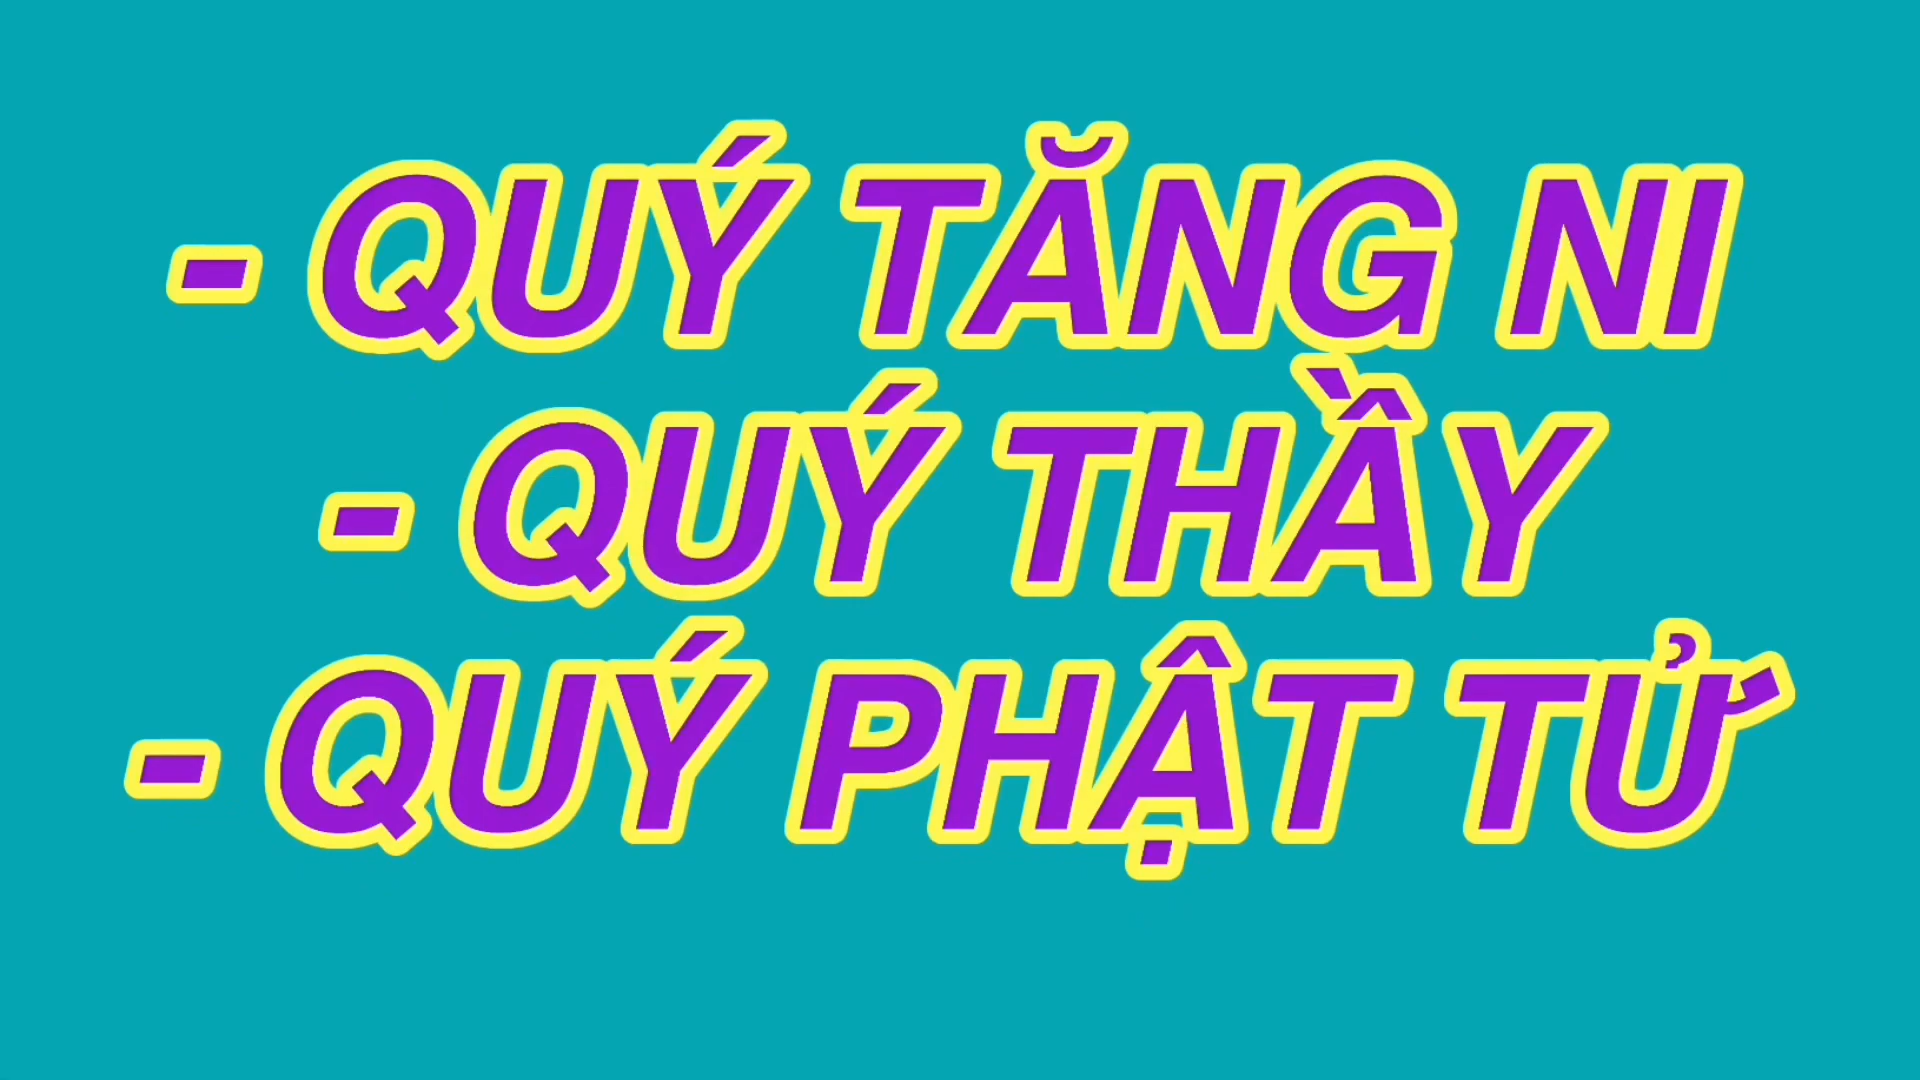 - QUÝ TĂNG NI
- QUÝ THẦY
- QUÝ PHẬT TỬ